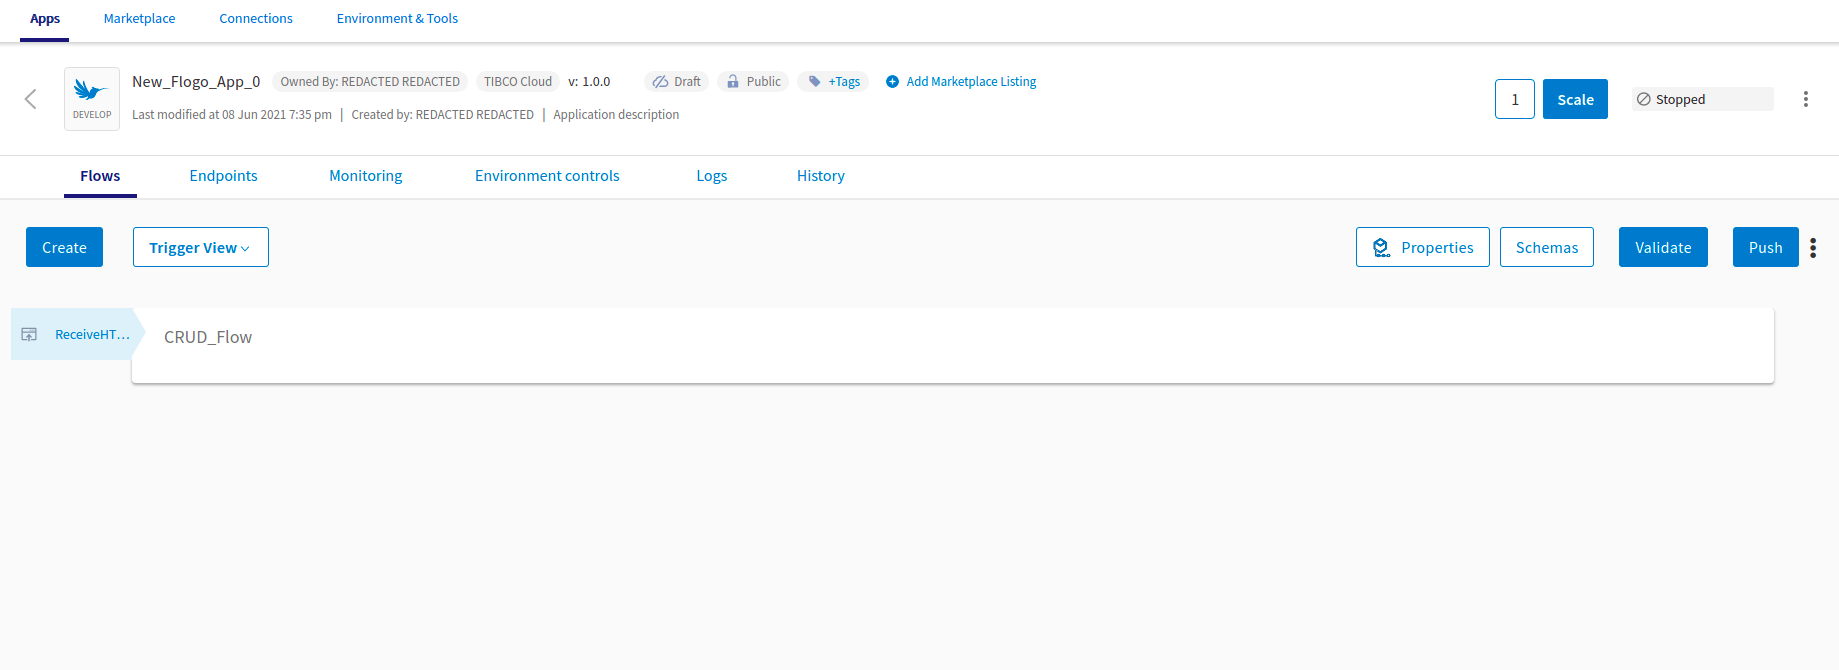 Apps Marketplace Connections Environment & Tools
New_Flogo_App_0 Owned By: REDACTED REDACTED TIBCO Cloud v: 1.0.0 Draft Public +Tags Add Marketplace Listing
DEVELOP
Last modified at 08 Jun 2021 7:35 pm | Created by: REDACTED REDACTED | Application description
1 Scale Stopped
Flows Endpoints Monitoring Environment controls Logs History
Create Trigger View Properties Schemas Validate Push
ReceiveHT... CRUD_Flow